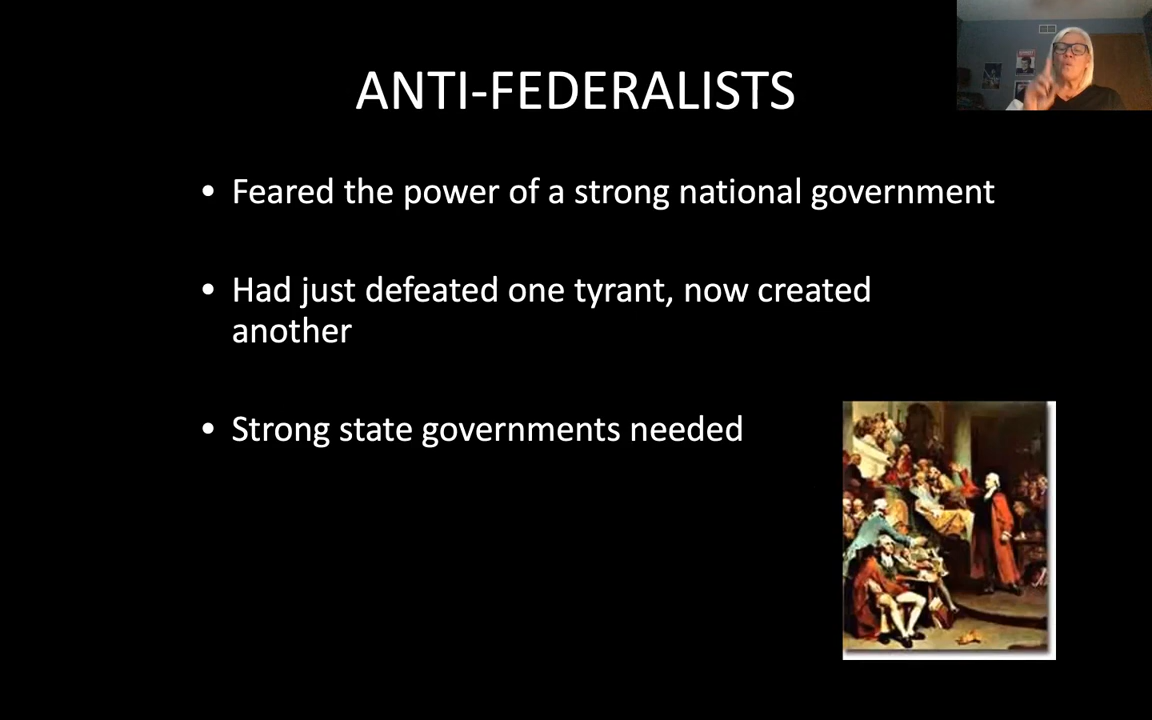 ANTI-FEDERALISTS
• Feared the power of a strong national government
• Had just defeated one tyrant, now created
another
• Strong state governments needed